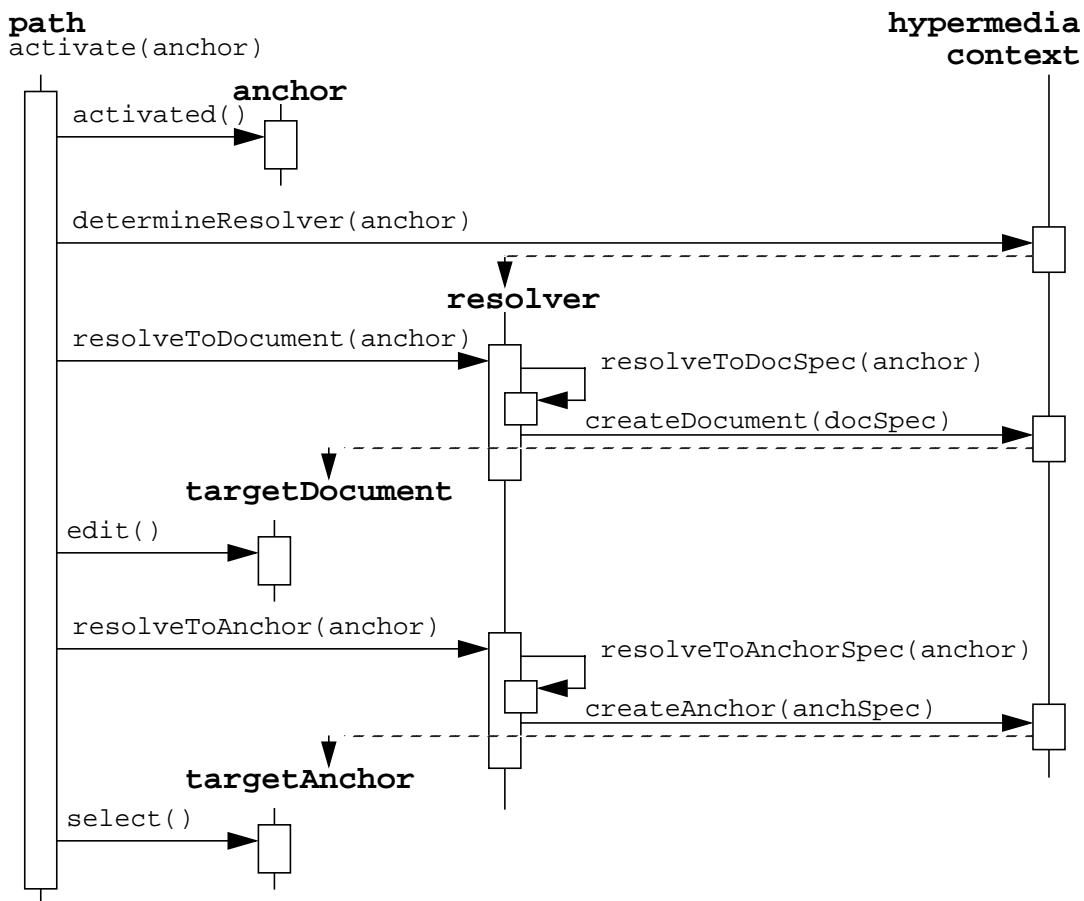 path
activate(anchor)
hypermedia
context
anchor
activated()
determineResolver(anchor)
resolver
resolveToDocument(anchor)
resolveToDocSpec(anchor)
createDocument(docSpec)
targetDocument
edit()
resolveToAnchor(anchor)
resolveToAnchorSpec(anchor)
createAnchor(anchSpec)
targetAnchor
select()